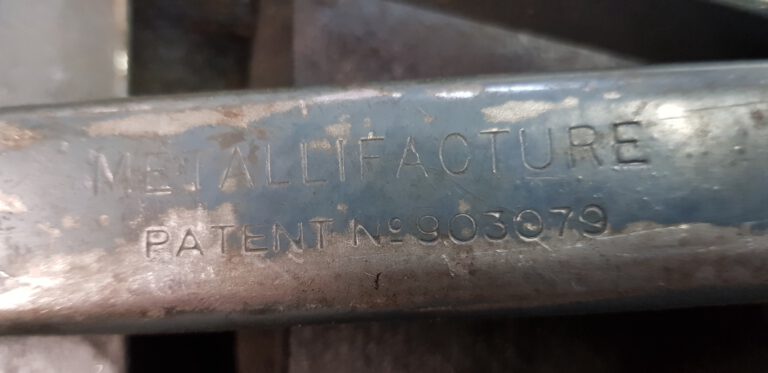 METALLIFACTURE
PATENT Nº 903079